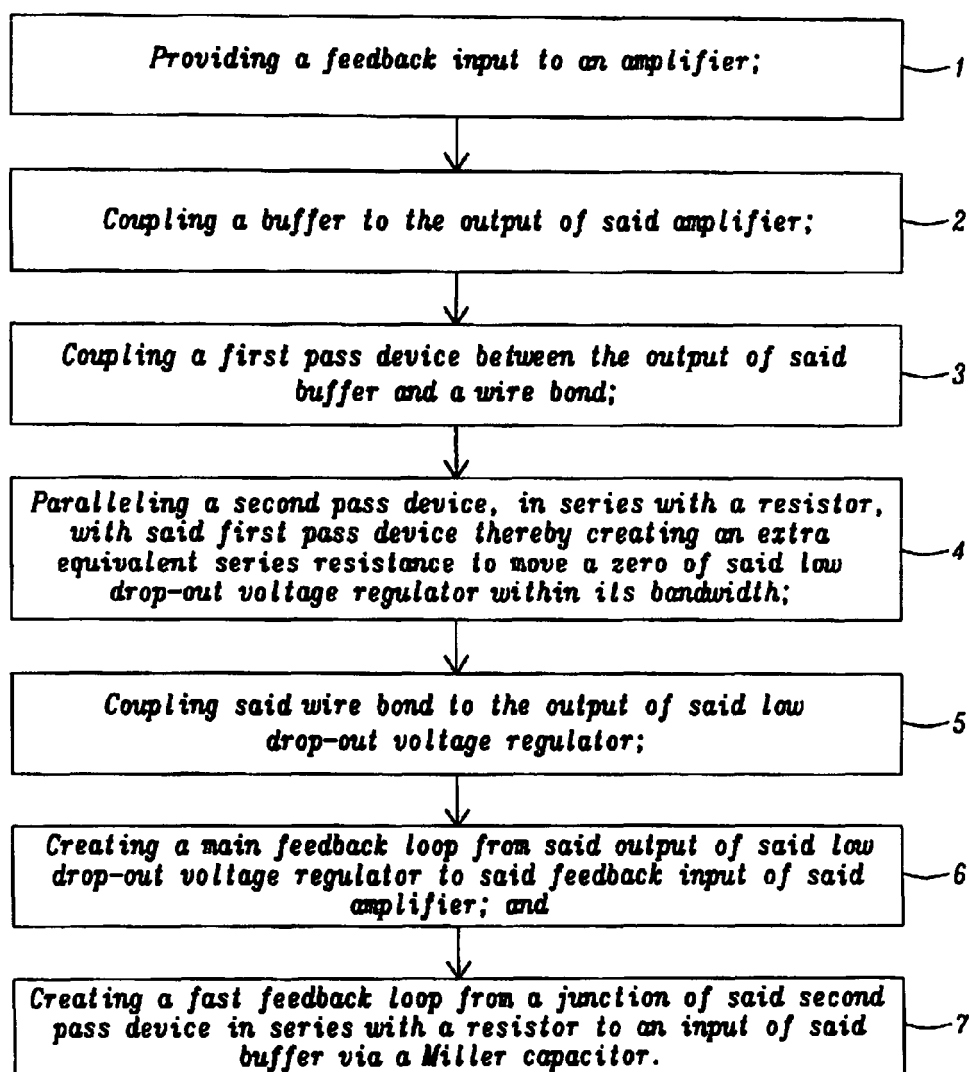 Providing a feedback input to an amplifier;
1
Coupling a buffer to the output of said amplifier;
2
Coupling a first pass device between the output of said
buffer and a wire bond;
3
Paralleling a second pass device, in series with a resistor,
with said first pass device thereby creating an extra
equivalent series resistance to move a zero of said low
drop-out voltage regulator within its bandwidth;
4
Coupling said wire bond to the output of said low
drop-out voltage regulator;
5
Creating a main feedback loop from said output of said low
drop-out voltage regulator to said feedback input of said
amplifier; and
6
Creating a fast feedback loop from a junction of said second
pass device in series with a resistor to an input of said
buffer via a Miller capacitor.
7